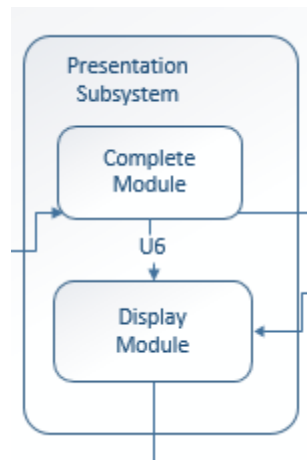 Presentation
Subsystem
Complete
Module
U6
Display
Module